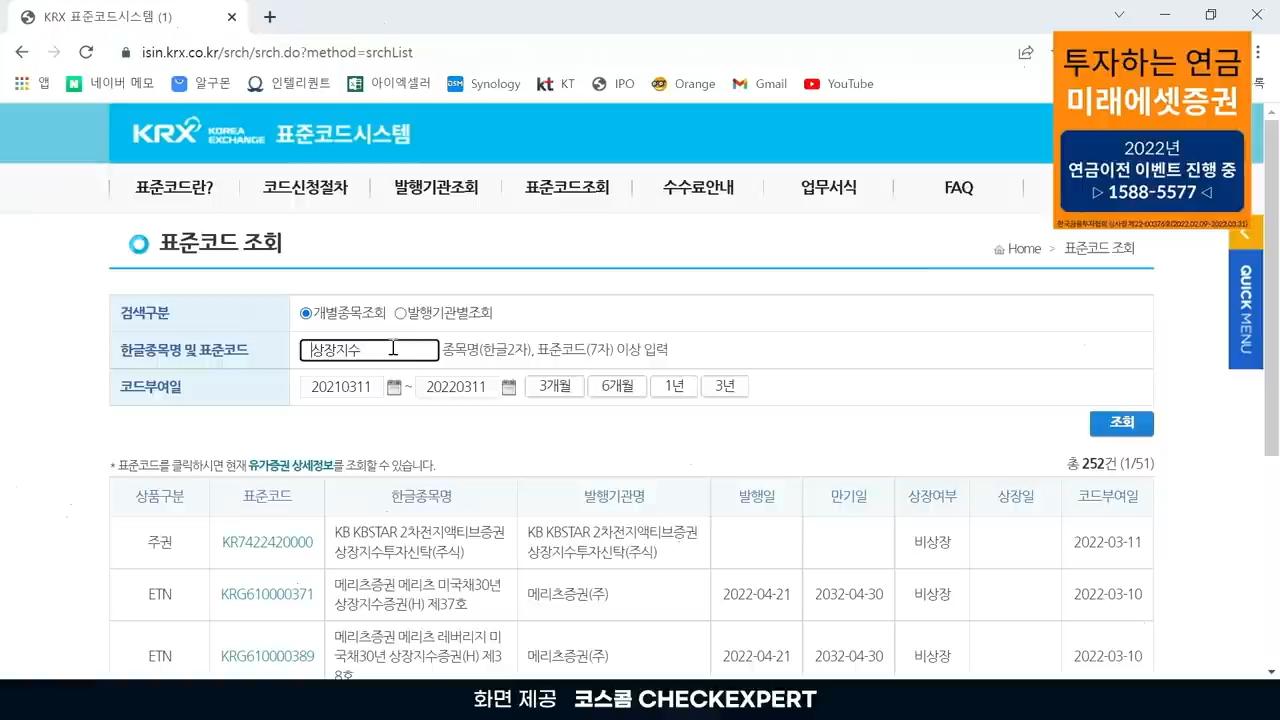 KRX 표준코드시스템 (1)
isin.krx.co.kr/srch/srch.do?method=srchList
앱 네이버 메모 알구몬 인텔리퀀트 아이엑셀러 DSM Synology kt KT IPO Orange Gmail YouTube 록
투자하는 연금
미래에셋증권
2022년
연금이전 이벤트 진행 중
▷ 1588-5577 ◁
KRX KOREA EXCHANGE 표준코드시스템
표준코드란? 코드신청절차 발행기관조회 표준코드조회 수수료안내 업무서식 FAQ
표준코드 조회
Home > 표준코드 조회
QUICK MENU
검색구분 개별종목조회 발행기관별조회
한글종목명 및 표준코드 상장지수 종목명(한글2자), 표준코드(7자) 이상 입력
코드부여일 20210311 ~ 20220311 3개월 6개월 1년 3년
조회
* 표준코드를 클릭하시면 현재 유가증권 상세정보를 조회할 수 있습니다.
총 252건 (1/51)
상품구분 표준코드 한글종목명 발행기관명 발행일 만기일 상장여부 상장일 코드부여일
주권 KR7422420000 KB KBSTAR 2차전지액티브증권상장지수투자신탁(주식) KB KBSTAR 2차전지액티브증권상장지수투자신탁(주식) 비상장 2022-03-11
ETN KRG610000371 메리츠증권 메리츠 미국채30년 상장지수증권(H) 제37호 메리츠증권(주) 2022-04-21 2032-04-30 비상장 2022-03-10
ETN KRG610000389 메리츠증권 메리츠 레버리지 미국채30년 상장지수증권(H) 제38호 메리츠증권(주) 2022-04-21 2032-04-30 비상장 2022-03-10
화면 제공 코스콤 CHECKEXPERT